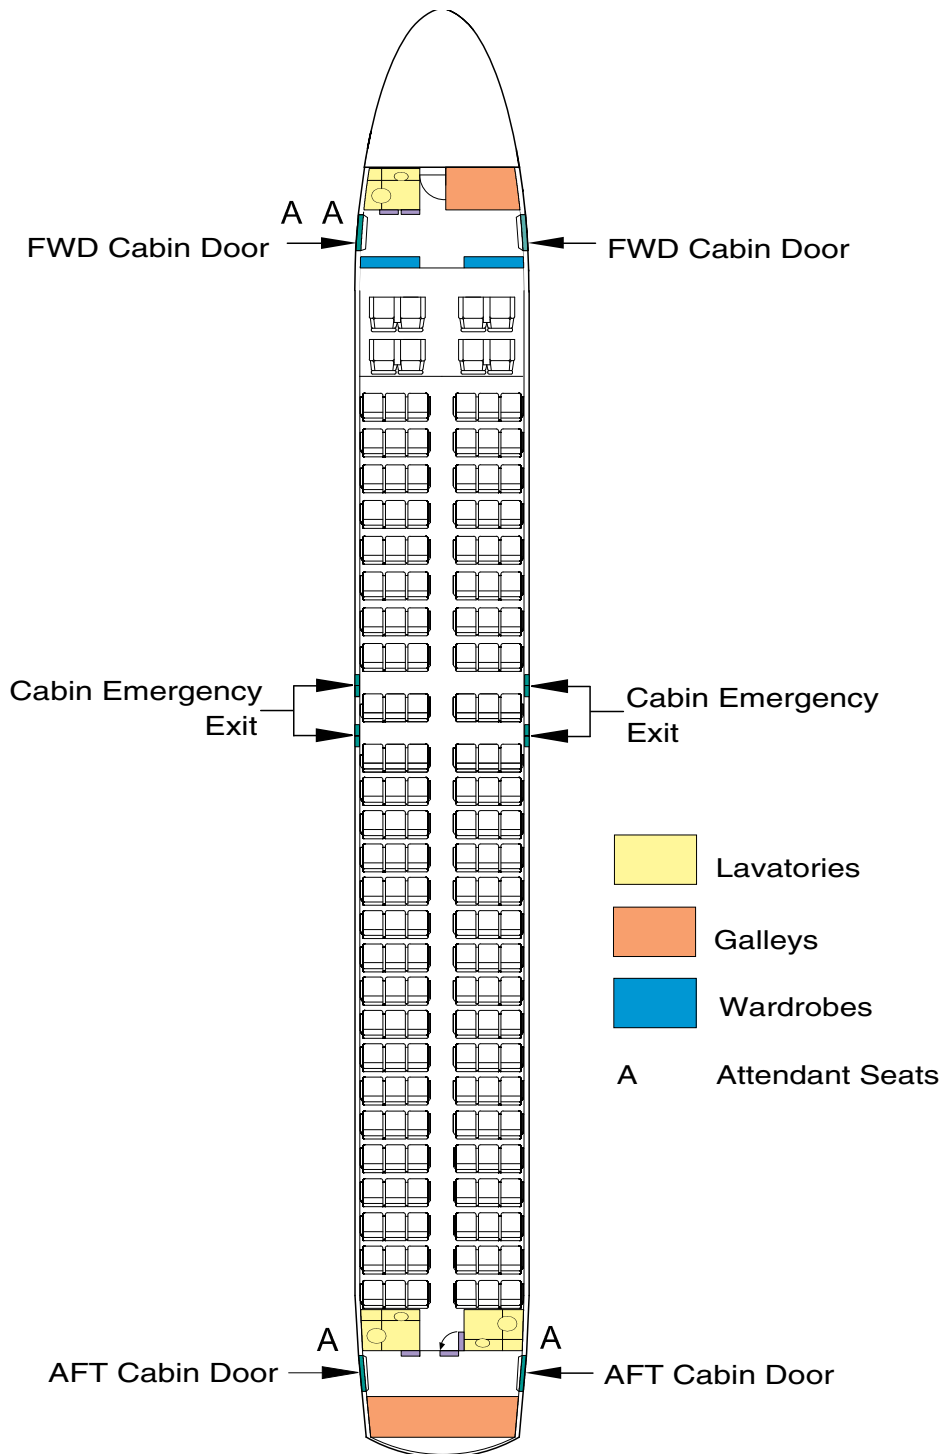 A A
FWD Cabin Door
FWD Cabin Door
Cabin Emergency
Exit
Cabin Emergency
Exit
Lavatories
Galleys
Wardrobes
A Attendant Seats
A
A
AFT Cabin Door
AFT Cabin Door